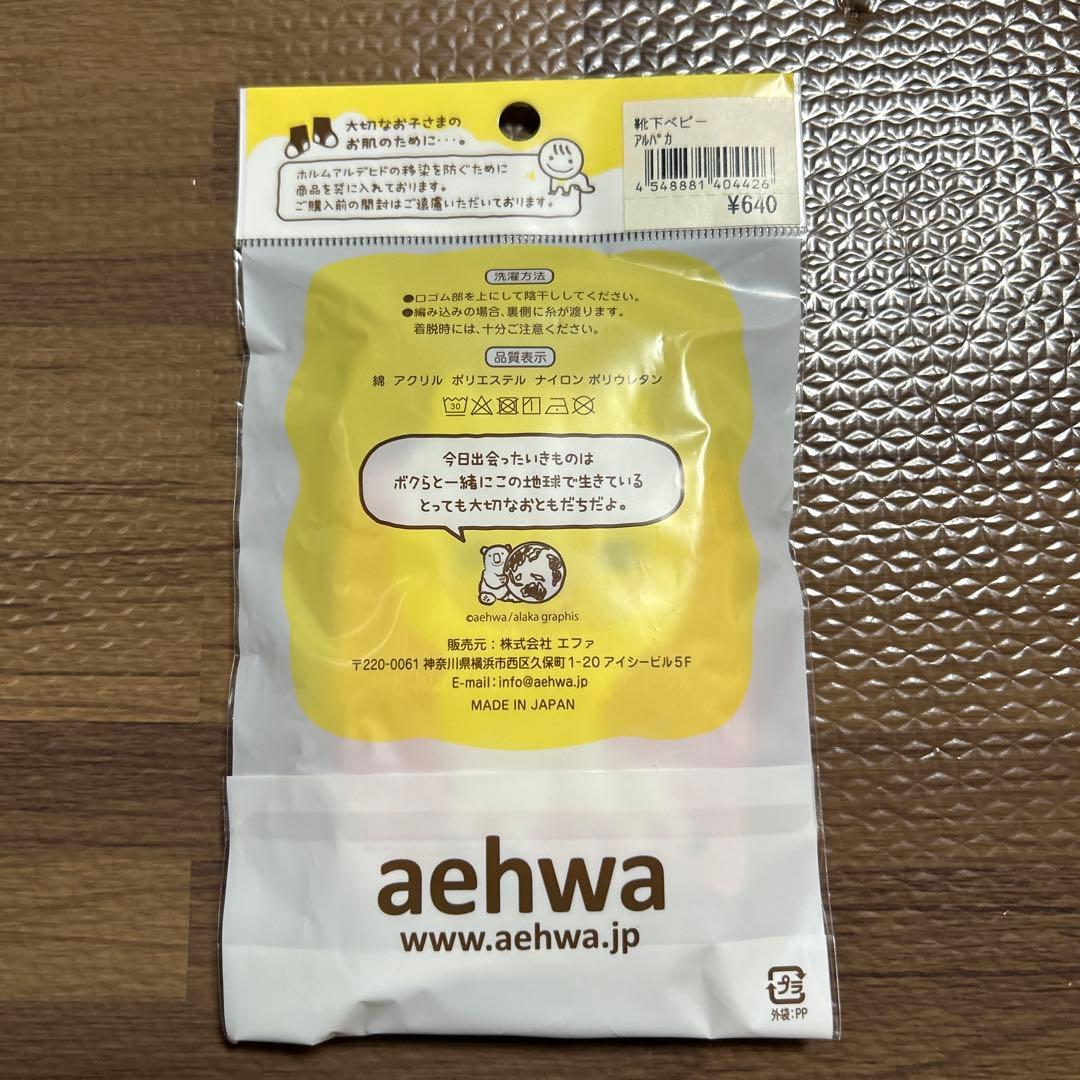 大切なお子さまの
お肌のために・・・。
ホルムアルデヒドの移染を防ぐために
商品を袋に入れております。
ご購入前の開封はご遠慮いただいております。
靴下ベビー
アルパカ
4 548881 404426
¥640
洗濯方法
●口ゴム部を上にして陰干ししてください。
●編み込みの場合、裏側に糸が渡ります。
着脱時には、十分ご注意ください。
品質表示
綿 アクリル ポリエステル ナイロン ポリウレタン
30
今日出会ったいきものは
ボクらと一緒にこの地球で生きている
とっても大切なおともだちだよ。
©aehwa/alaka graphis
販売元：株式会社 エファ
〒220-0061 神奈川県横浜市西区久保町1-20 アイシービル5F
E-mail：info@aehwa.jp
MADE IN JAPAN
aehwa
www.aehwa.jp
プラ
外袋：PP